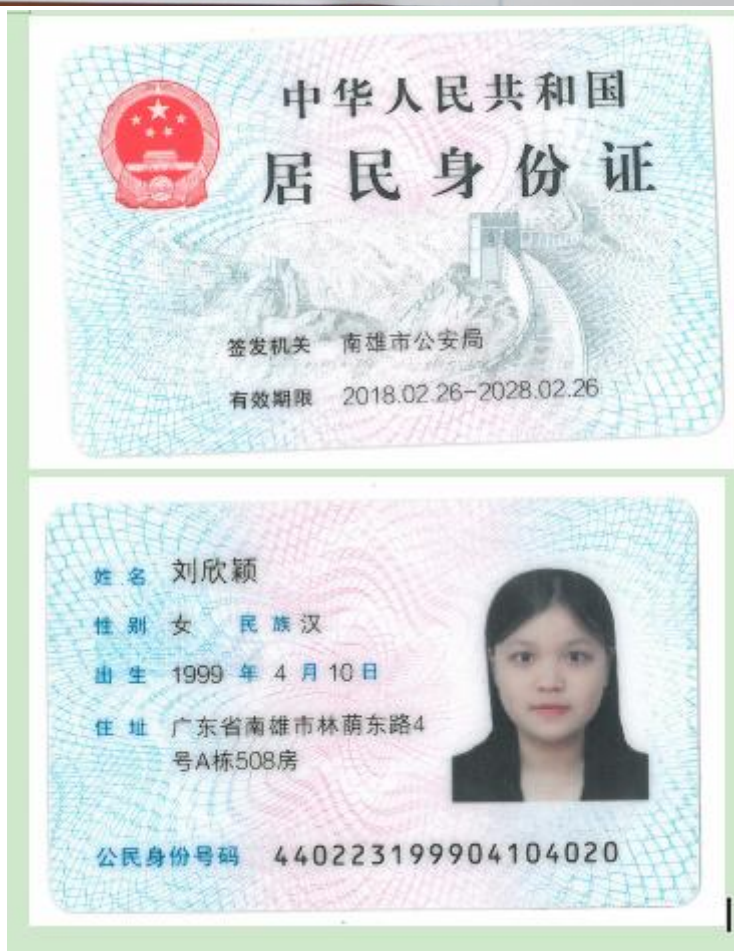 中华人民共和国
居民身份证
签发机关 南雄市公安局
有效期限 2018.02.26-2028.02.26
姓名 刘欣颖
性别 女 民族 汉
出生 1999 年 4 月 10 日
住址 广东省南雄市林荫东路4
号A栋508房
公民身份号码 440223199904104020